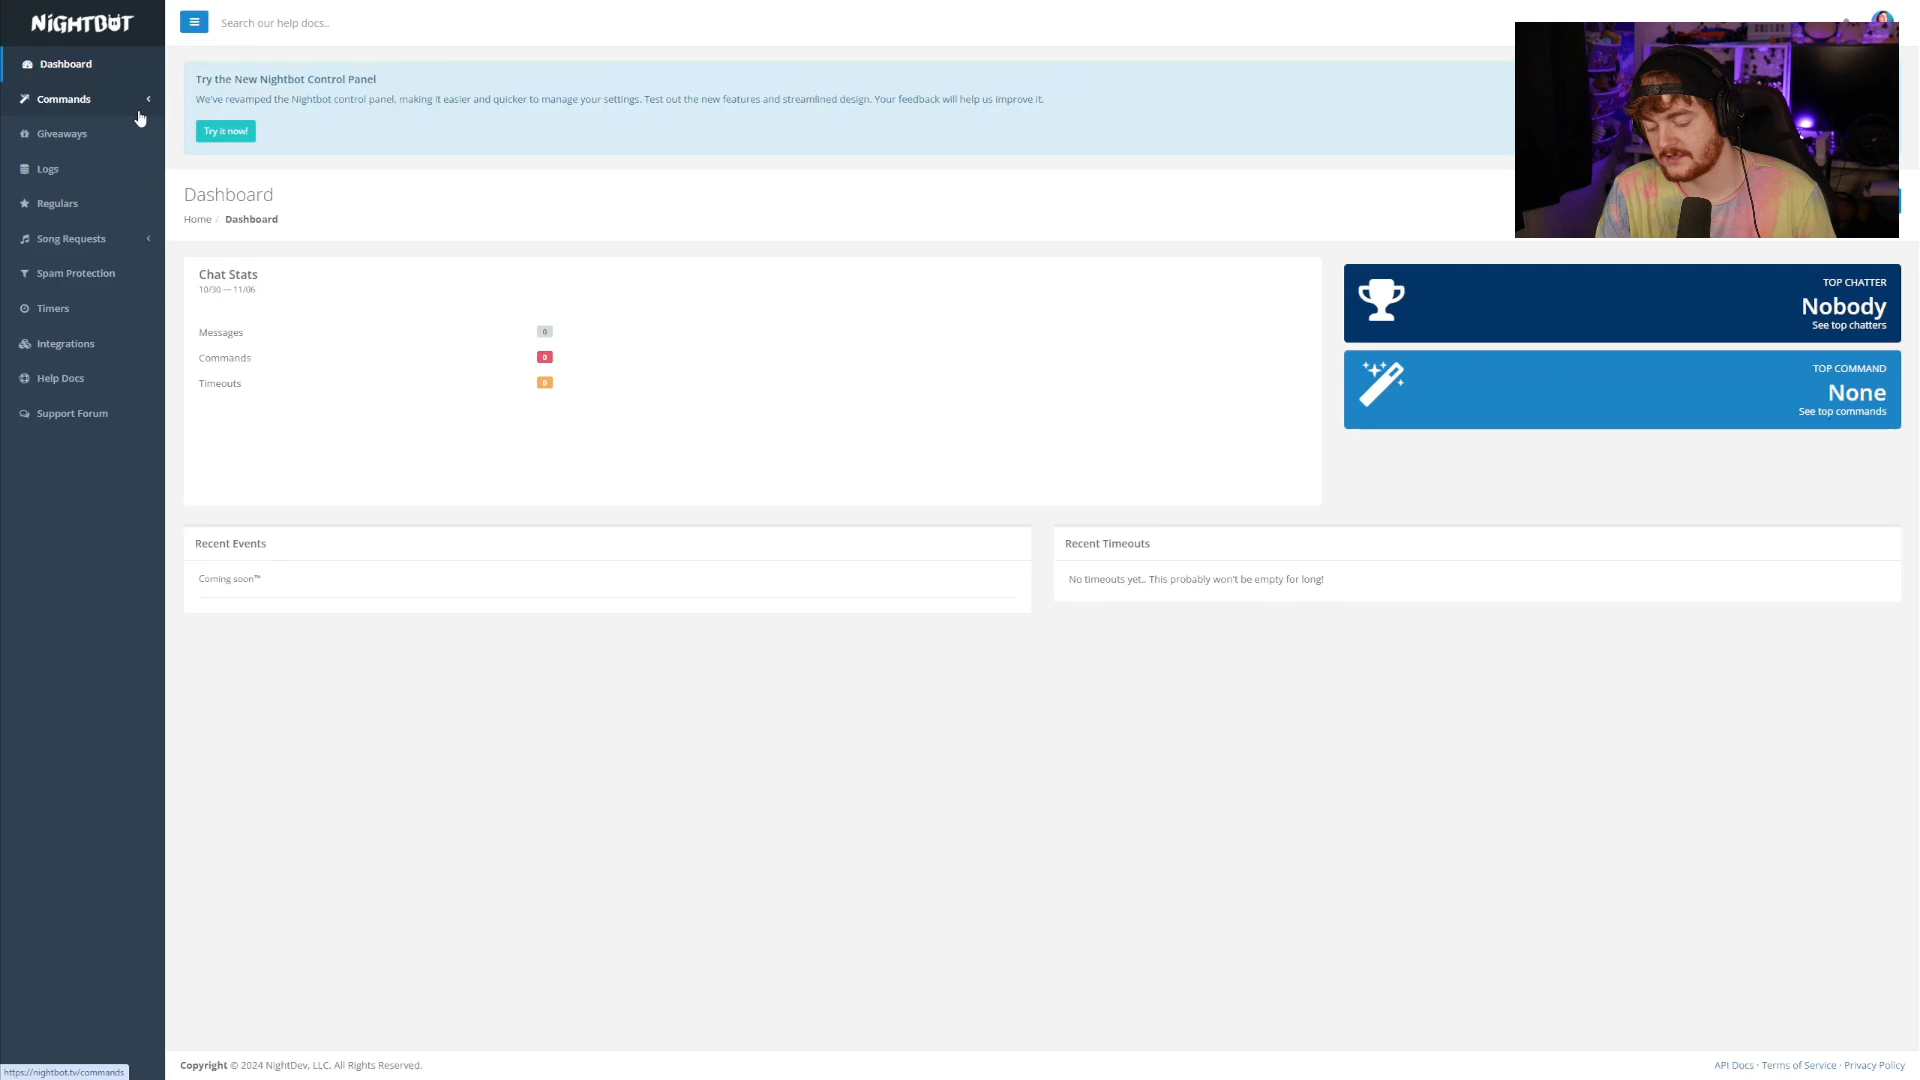 NiGHTBOT
Search our help docs..
Dashboard
Commands
Giveaways
Logs
Regulars
Song Requests
Spam Protection
Timers
Integrations
Help Docs
Support Forum
Try the New Nightbot Control Panel
We've revamped the Nightbot control panel, making it easier and quicker to manage your settings. Test out the new features and streamlined design. Your feedback will help us improve it.
Try it now!
Dashboard
Home / Dashboard
Chat Stats
10/30 — 11/06
Messages 0
Commands 0
Timeouts 0
TOP CHATTER
Nobody
See top chatters
TOP COMMAND
None
See top commands
Recent Events
Coming soon™
Recent Timeouts
No timeouts yet.. This probably won't be empty for long!
Copyright © 2024 NightDev, LLC. All Rights Reserved.
API Docs · Terms of Service · Privacy Policy
https://nightbot.tv/commands